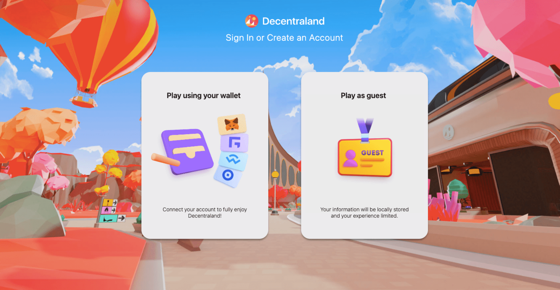 Decentraland
Sign In or Create an Account
Play using your wallet
Play as guest
GUEST
Connect your account to fully enjoy
Decentraland!
Your information will be locally stored
and your experience limited.